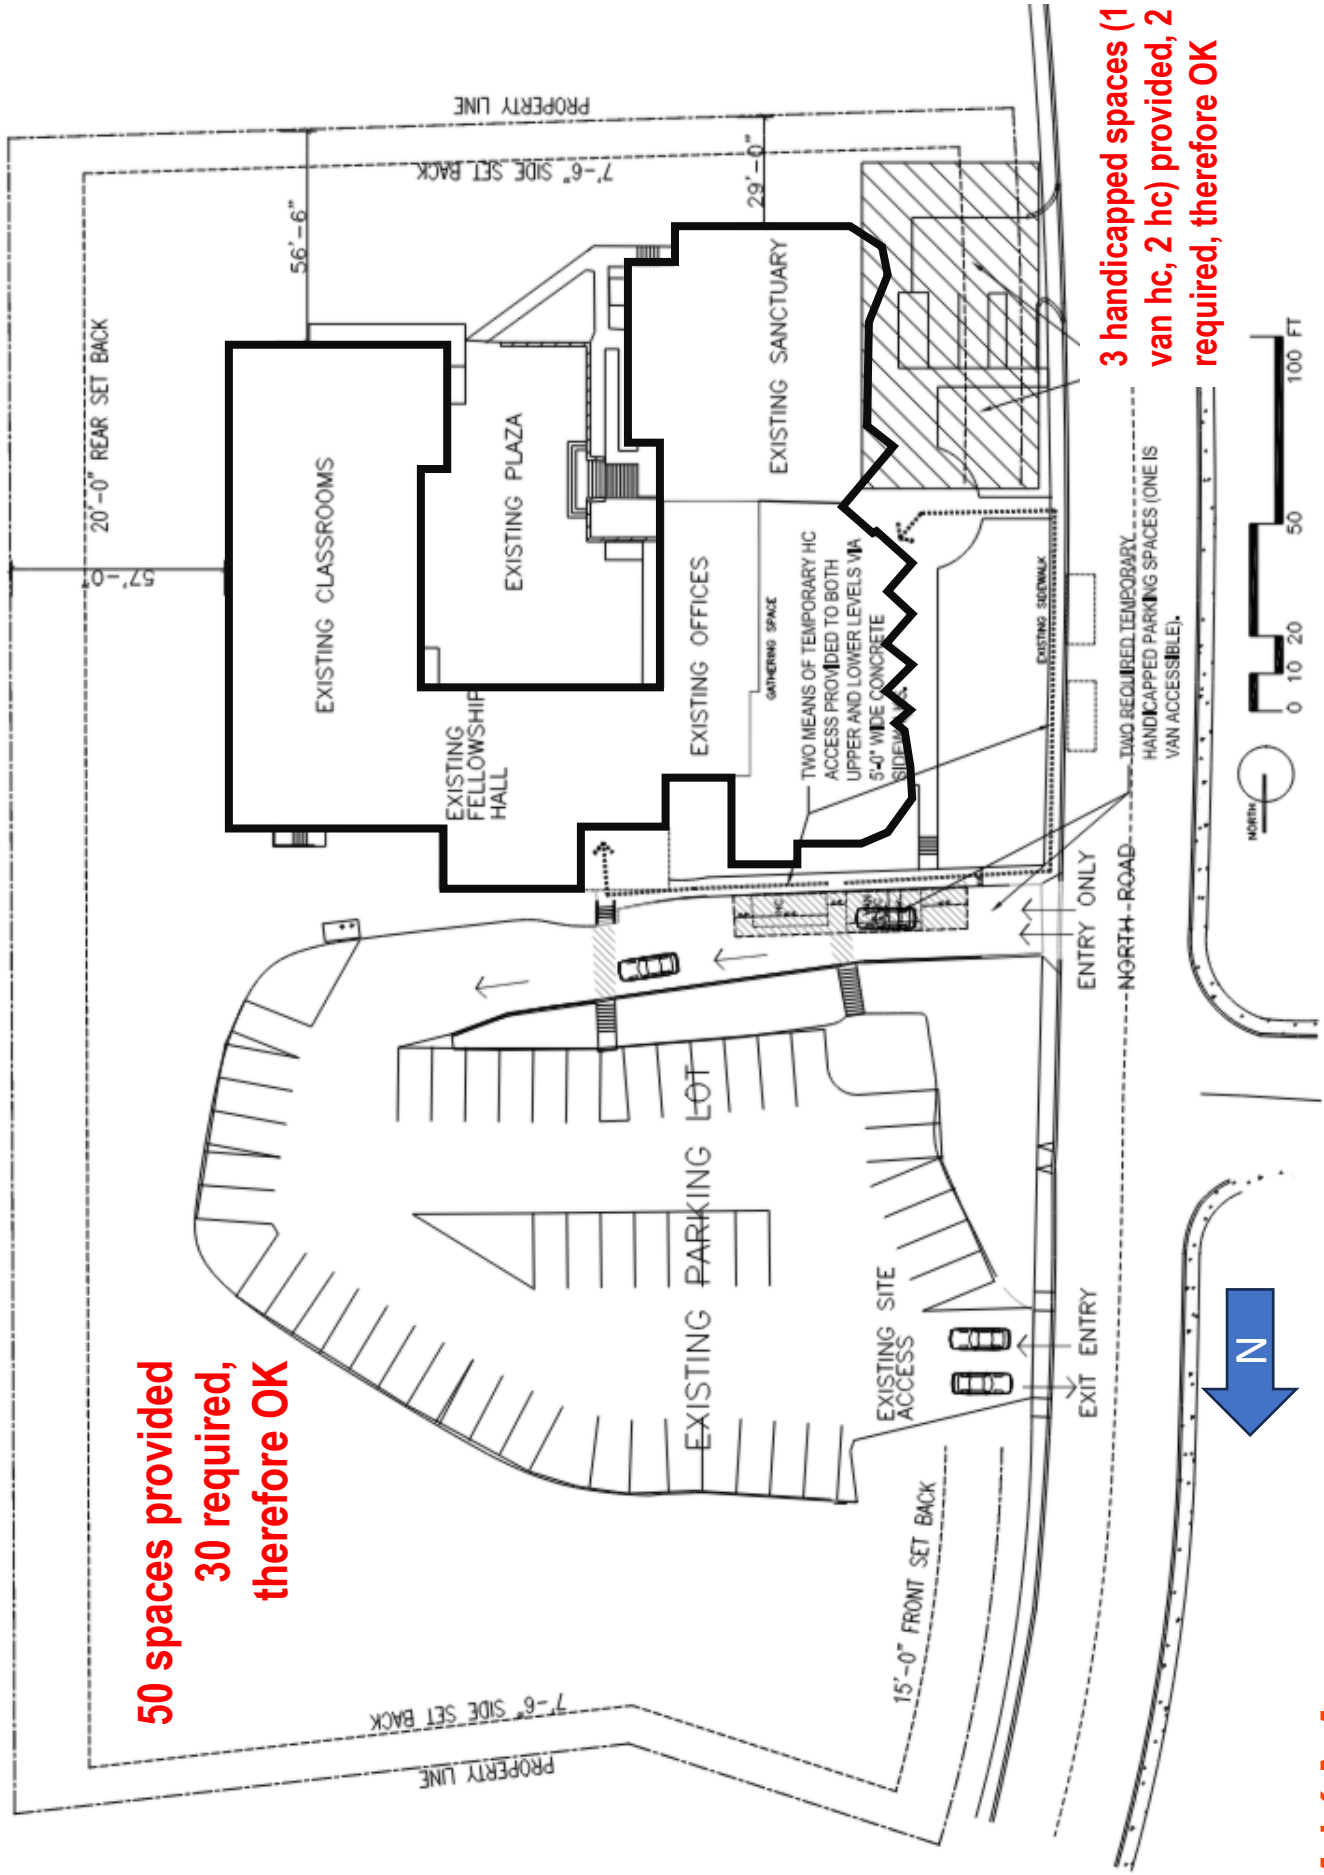 50 spaces provided
30 required,
therefore OK
3 handicapped spaces (1
van hc, 2 hc) provided, 2
required, therefore OK
PROPERTY LINE
7'-6" SIDE SET BACK
20'-0" REAR SET BACK
56'-6"
29'-0"
57'-0"
EXISTING CLASSROOMS
EXISTING PLAZA
EXISTING SANCTUARY
EXISTING
FELLOWSHIP
HALL
EXISTING OFFICES
GATHERING SPACE
TWO MEANS OF TEMPORARY HC
ACCESS PROVIDED TO BOTH
UPPER AND LOWER LEVELS VIA
5'-0" WIDE CONCRETE
EXISTING SIDEWALK
TWO REQUIRED TEMPORARY
HANDICAPPED PARKING SPACES (ONE IS
VAN ACCESSIBLE).
ENTRY ONLY
NORTH ROAD
EXISTING PARKING LOT
EXISTING SITE
ACCESS
EXIT
ENTRY
15'-0" FRONT SET BACK
7'-6" SIDE SET BACK
PROPERTY LINE
NORTH
0 10 20 50 100 FT
N